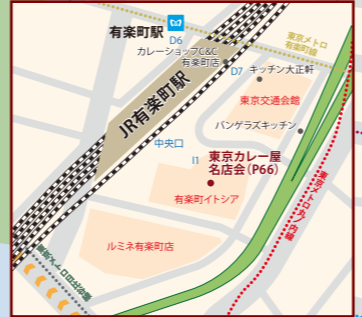 有楽町駅
D6
カレーショップC&C
有楽町店
東京メトロ
有楽町線
D7
キッチン大正軒
JR有楽町駅
東京交通会館
バンゲラズキッチン
中央口
I1
東京カレー屋
名店会(P66)
有楽町イトシア
東京メトロ丸ノ内線
ルミネ有楽町店
東京メトロ日比谷線